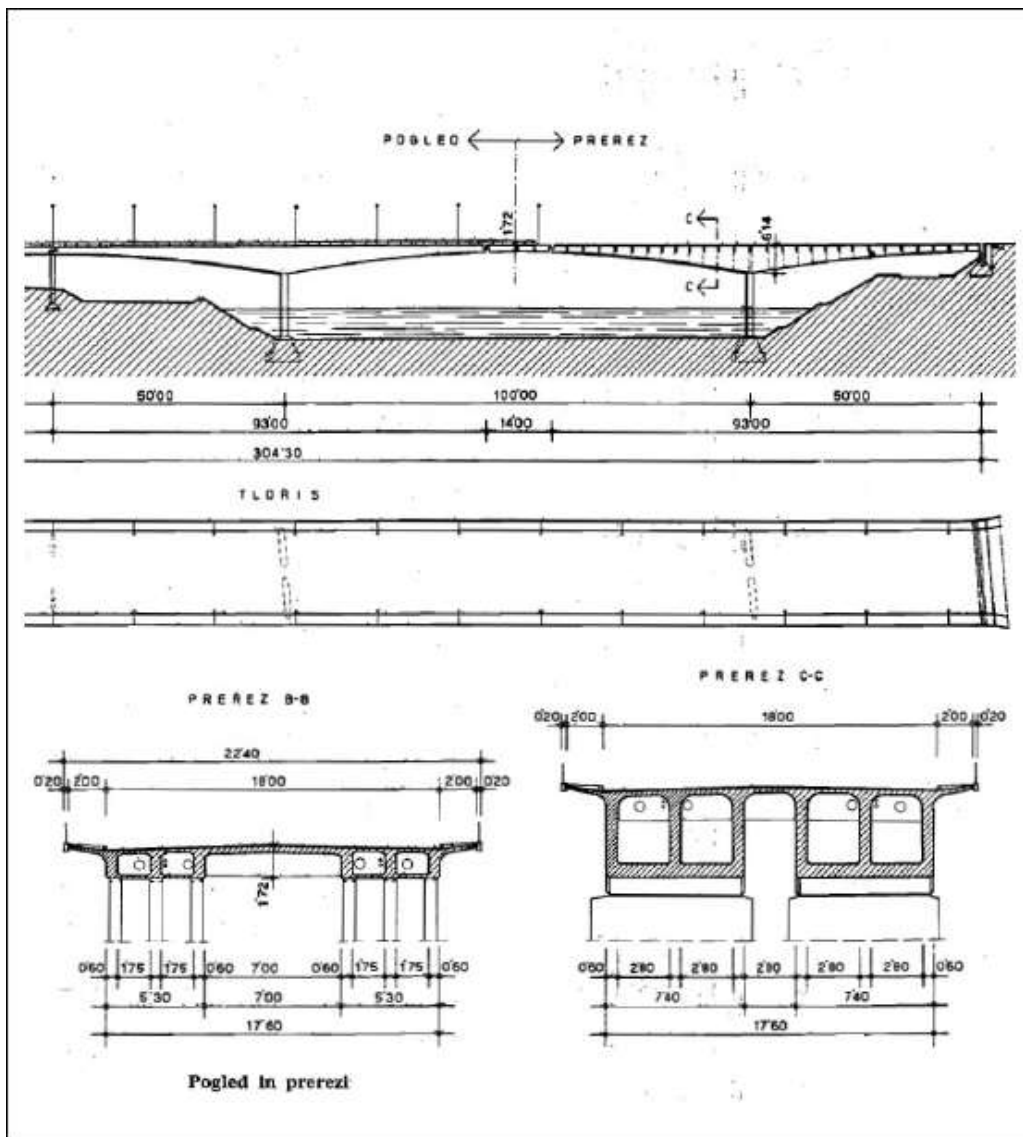 POGLED PREREZ
1'72
C
6'14
C
50'00 100'00 50'00
93'00 14'00 93'00
304'30
TLORIS
PREREZ B-B
22'40
0'20 2'00 18'00 2'00 0'20
1'72
0'60 1'75 1'75 0'60 7'00 0'60 1'75 1'75 0'60
5'30 7'00 5'30
17'60
PREREZ C-C
0'20 2'00 18'00 2'00 0'20
0'60 2'80 2'80 2'80 2'80 2'80 0'60
7'40 7'40
17'60
Pogled in prerezi